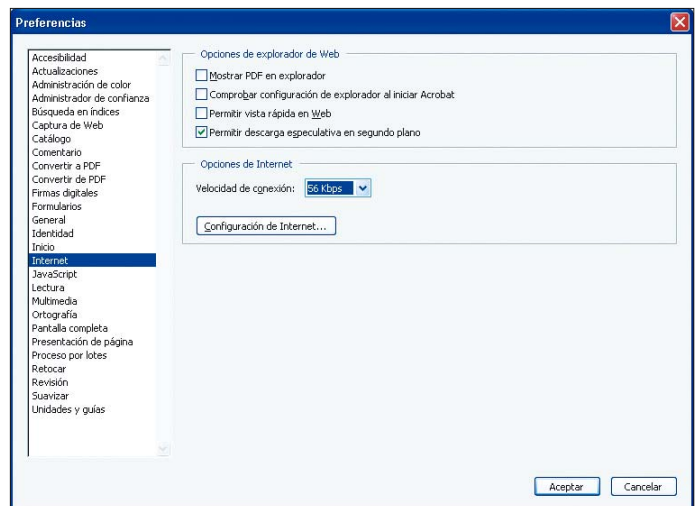 Preferencias
Accesibilidad
Actualizaciones
Administración de color
Administrador de confianza
Búsqueda en índices
Captura de Web
Catálogo
Comentario
Convertir a PDF
Convertir de PDF
Firmas digitales
Formularios
General
Identidad
Inicio
Internet
JavaScript
Lectura
Multimedia
Ortografía
Pantalla completa
Presentación de página
Proceso por lotes
Retocar
Revisión
Suavizar
Unidades y guías
Opciones de explorador de Web
Mostrar PDF en explorador
Comprobar configuración de explorador al iniciar Acrobat
Permitir vista rápida en Web
Permitir descarga especulativa en segundo plano
Opciones de Internet
Velocidad de conexión: 56 Kbps
Configuración de Internet...
Aceptar Cancelar